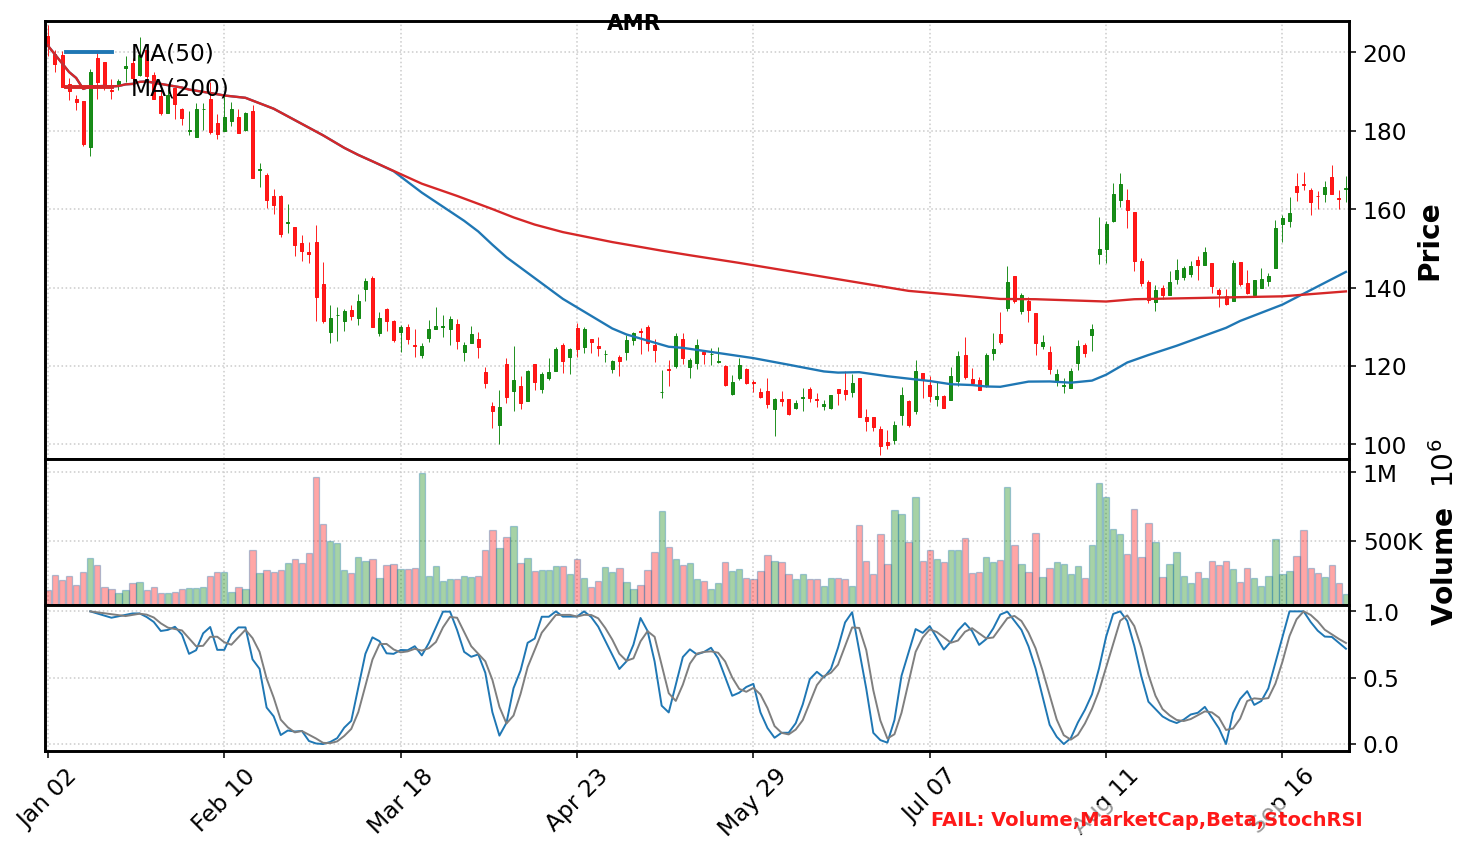 AMR
MA(50)
MA(200)
200
180
160
140
120
100
Price
1M
500K
Volume 10⁶
1.0
0.5
0.0
Jan 02
Feb 10
Mar 18
Apr 23
May 29
Jul 07
Aug 11
Sep 16
FAIL: Volume,MarketCap,Beta,StochRSI